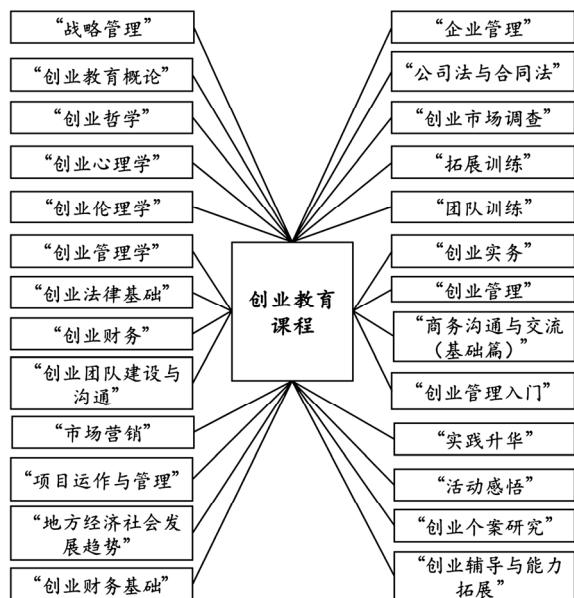 “战略管理”
“创业教育概论”
“创业哲学”
“创业心理学”
“创业伦理学”
“创业管理学”
“创业法律基础”
“创业财务”
“创业团队建设与
沟通”
“市场营销”
“项目运作与管理”
“地方经济社会发
展趋势”
“创业财务基础”
创业教育
课程
“企业管理”
“公司法与合同法”
“创业市场调查”
“拓展训练”
“团队训练”
“创业实务”
“创业管理”
“商务沟通与交流
(基础篇)”
“创业管理入门”
“实践升华”
“活动感悟”
“创业个案研究”
“创业辅导与能力
拓展”